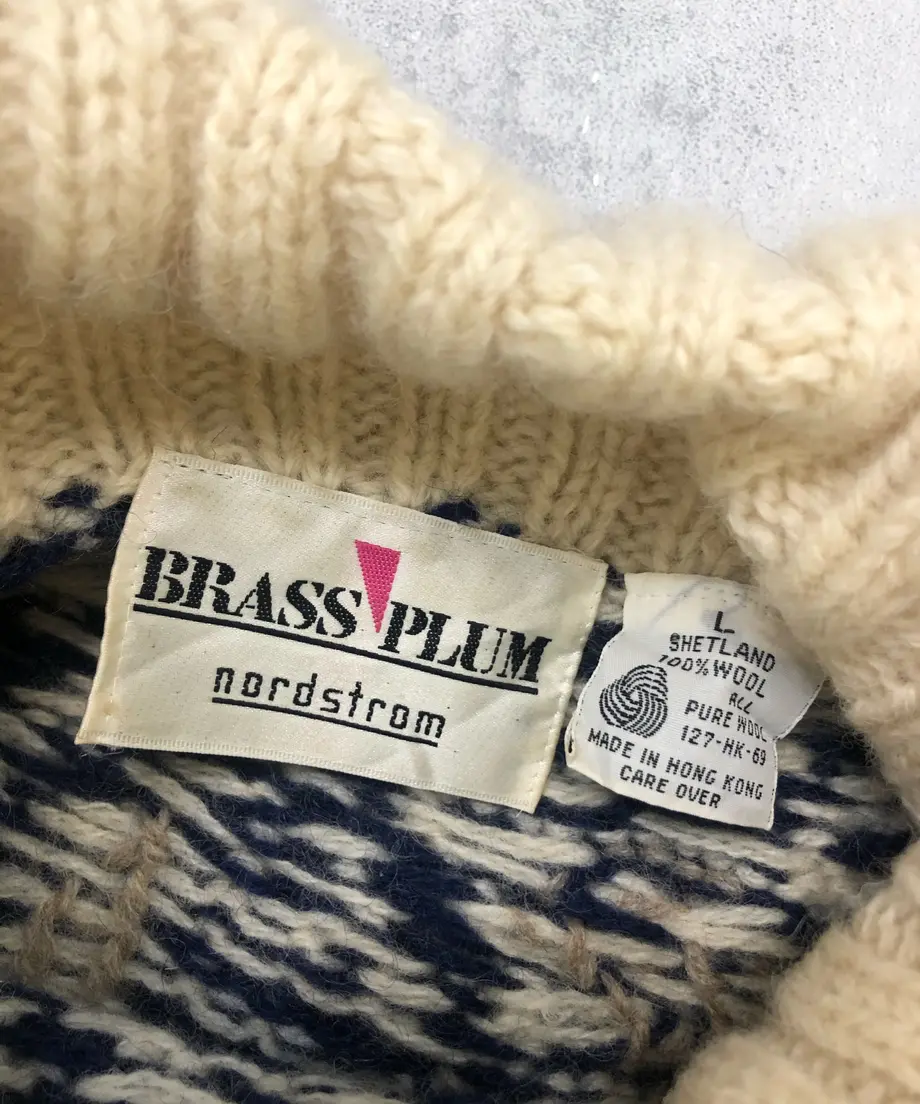 BRASS PLUM
nordstrom
L
SHETLAND
100% WOOL
ALL
PURE WOOL
127-HK-69
MADE IN HONG KONG
CARE OVER